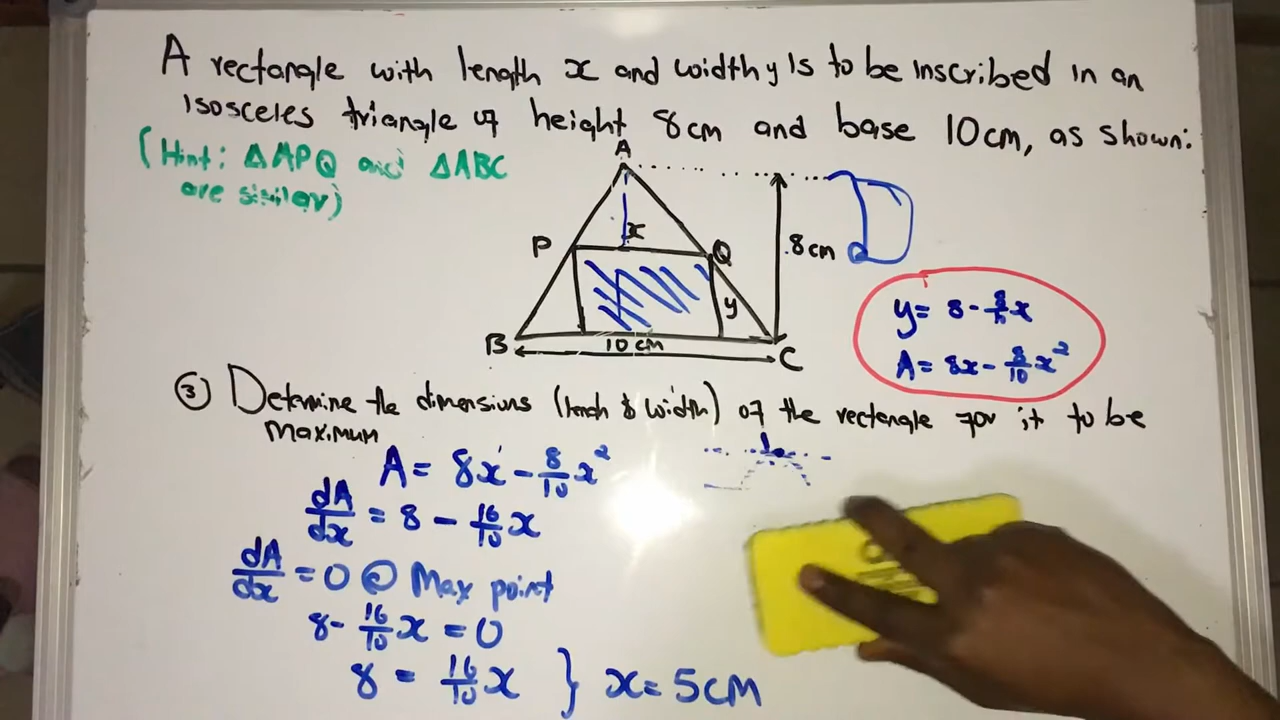 A rectangle with length x and width y is to be inscribed in an
isosceles triangle of height 8cm and base 10cm, as shown:
(Hint: ΔAPQ and ΔABC
are similar)
A
x
P
Q
8cm
y
B
10 cm
C
y = 8 - 8/10 x
A = 8x - 8/10 x²
③ Determine the dimensions (lenth & width) of the rectangle for it to be
Maximum
A = 8x - 8/10 x²
dA/dx = 8 - 16/10 x
dA/dx = 0 @ Max point
8 - 16/10 x = 0
8 = 16/10 x } x = 5cm